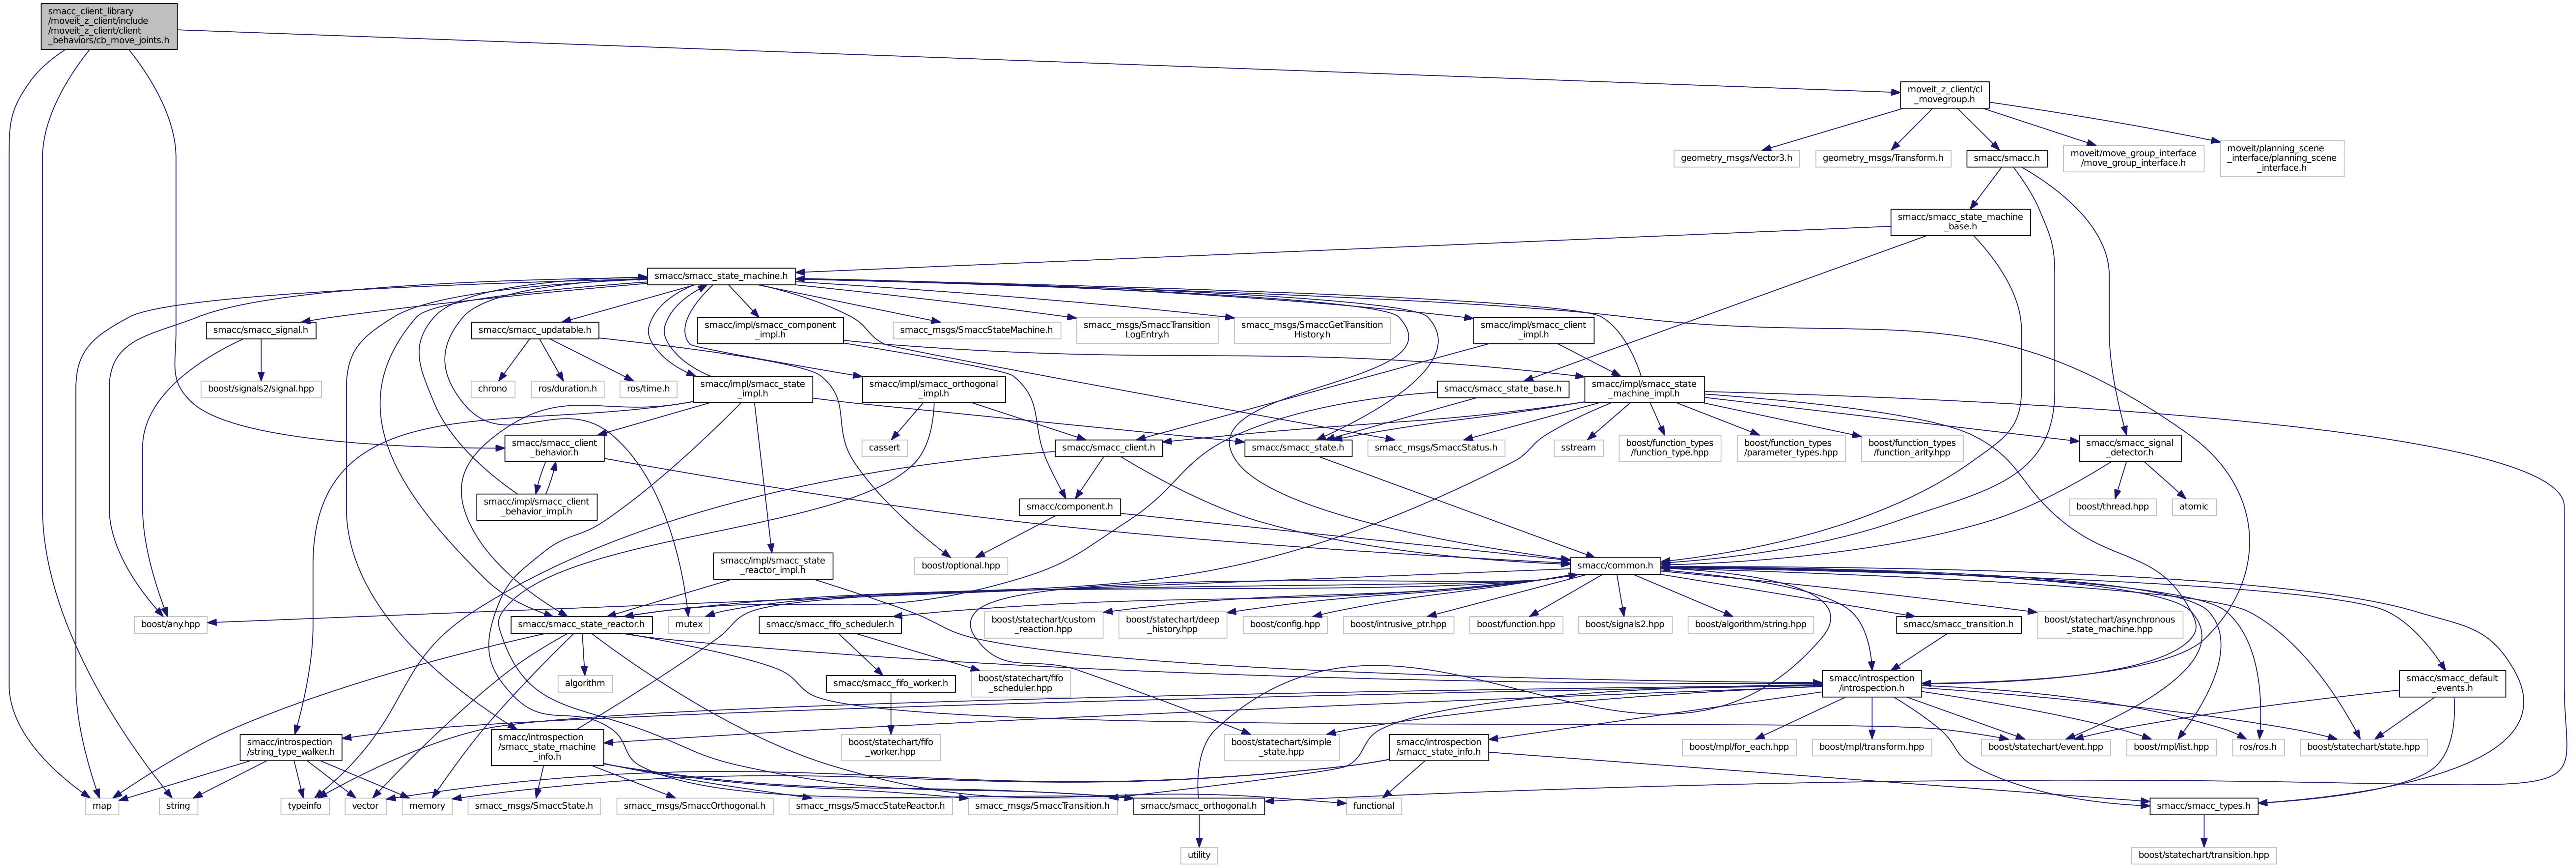 smacc_client_library
/moveit_z_client/include
/moveit_z_client/client
_behaviors/cb_move_joints.h
moveit_z_client/cl
_movegroup.h
geometry_msgs/Vector3.h
geometry_msgs/Transform.h
smacc/smacc.h
moveit/move_group_interface
/move_group_interface.h
moveit/planning_scene
_interface/planning_scene
_interface.h
smacc/smacc_state_machine
_base.h
smacc/smacc_state_machine.h
smacc/smacc_signal.h
smacc/smacc_updatable.h
smacc/impl/smacc_component
_impl.h
smacc_msgs/SmaccStateMachine.h
smacc_msgs/SmaccTransition
LogEntry.h
smacc_msgs/SmaccGetTransition
History.h
smacc/impl/smacc_client
_impl.h
boost/signals2/signal.hpp
chrono
ros/duration.h
ros/time.h
smacc/impl/smacc_state
_impl.h
smacc/impl/smacc_orthogonal
_impl.h
smacc/smacc_state_base.h
smacc/impl/smacc_state
_machine_impl.h
smacc/smacc_client
_behavior.h
cassert
smacc/smacc_client.h
smacc/smacc_state.h
smacc_msgs/SmaccStatus.h
sstream
boost/function_types
/function_type.hpp
boost/function_types
/parameter_types.hpp
boost/function_types
/function_arity.hpp
smacc/smacc_signal
_detector.h
smacc/impl/smacc_client
_behavior_impl.h
smacc/component.h
boost/thread.hpp
atomic
smacc/impl/smacc_state
_reactor_impl.h
boost/optional.hpp
smacc/common.h
boost/any.hpp
smacc/smacc_state_reactor.h
mutex
smacc/smacc_fifo_scheduler.h
boost/statechart/custom
_reaction.hpp
boost/statechart/deep
_history.hpp
boost/config.hpp
boost/intrusive_ptr.hpp
boost/function.hpp
boost/signals2.hpp
boost/algorithm/string.hpp
smacc/smacc_transition.h
boost/statechart/asynchronous
_state_machine.hpp
algorithm
smacc/smacc_fifo_worker.h
boost/statechart/fifo
_scheduler.hpp
smacc/introspection
/introspection.h
smacc/smacc_default
_events.h
smacc/introspection
/string_type_walker.h
smacc/introspection
/smacc_state_machine
_info.h
boost/statechart/fifo
_worker.hpp
boost/statechart/simple
_state.hpp
smacc/introspection
/smacc_state_info.h
boost/mpl/for_each.hpp
boost/mpl/transform.hpp
boost/statechart/event.hpp
boost/mpl/list.hpp
ros/ros.h
boost/statechart/state.hpp
map
string
typeinfo
vector
memory
smacc_msgs/SmaccState.h
smacc_msgs/SmaccOrthogonal.h
smacc_msgs/SmaccStateReactor.h
smacc_msgs/SmaccTransition.h
smacc/smacc_orthogonal.h
functional
smacc/smacc_types.h
utility
boost/statechart/transition.hpp